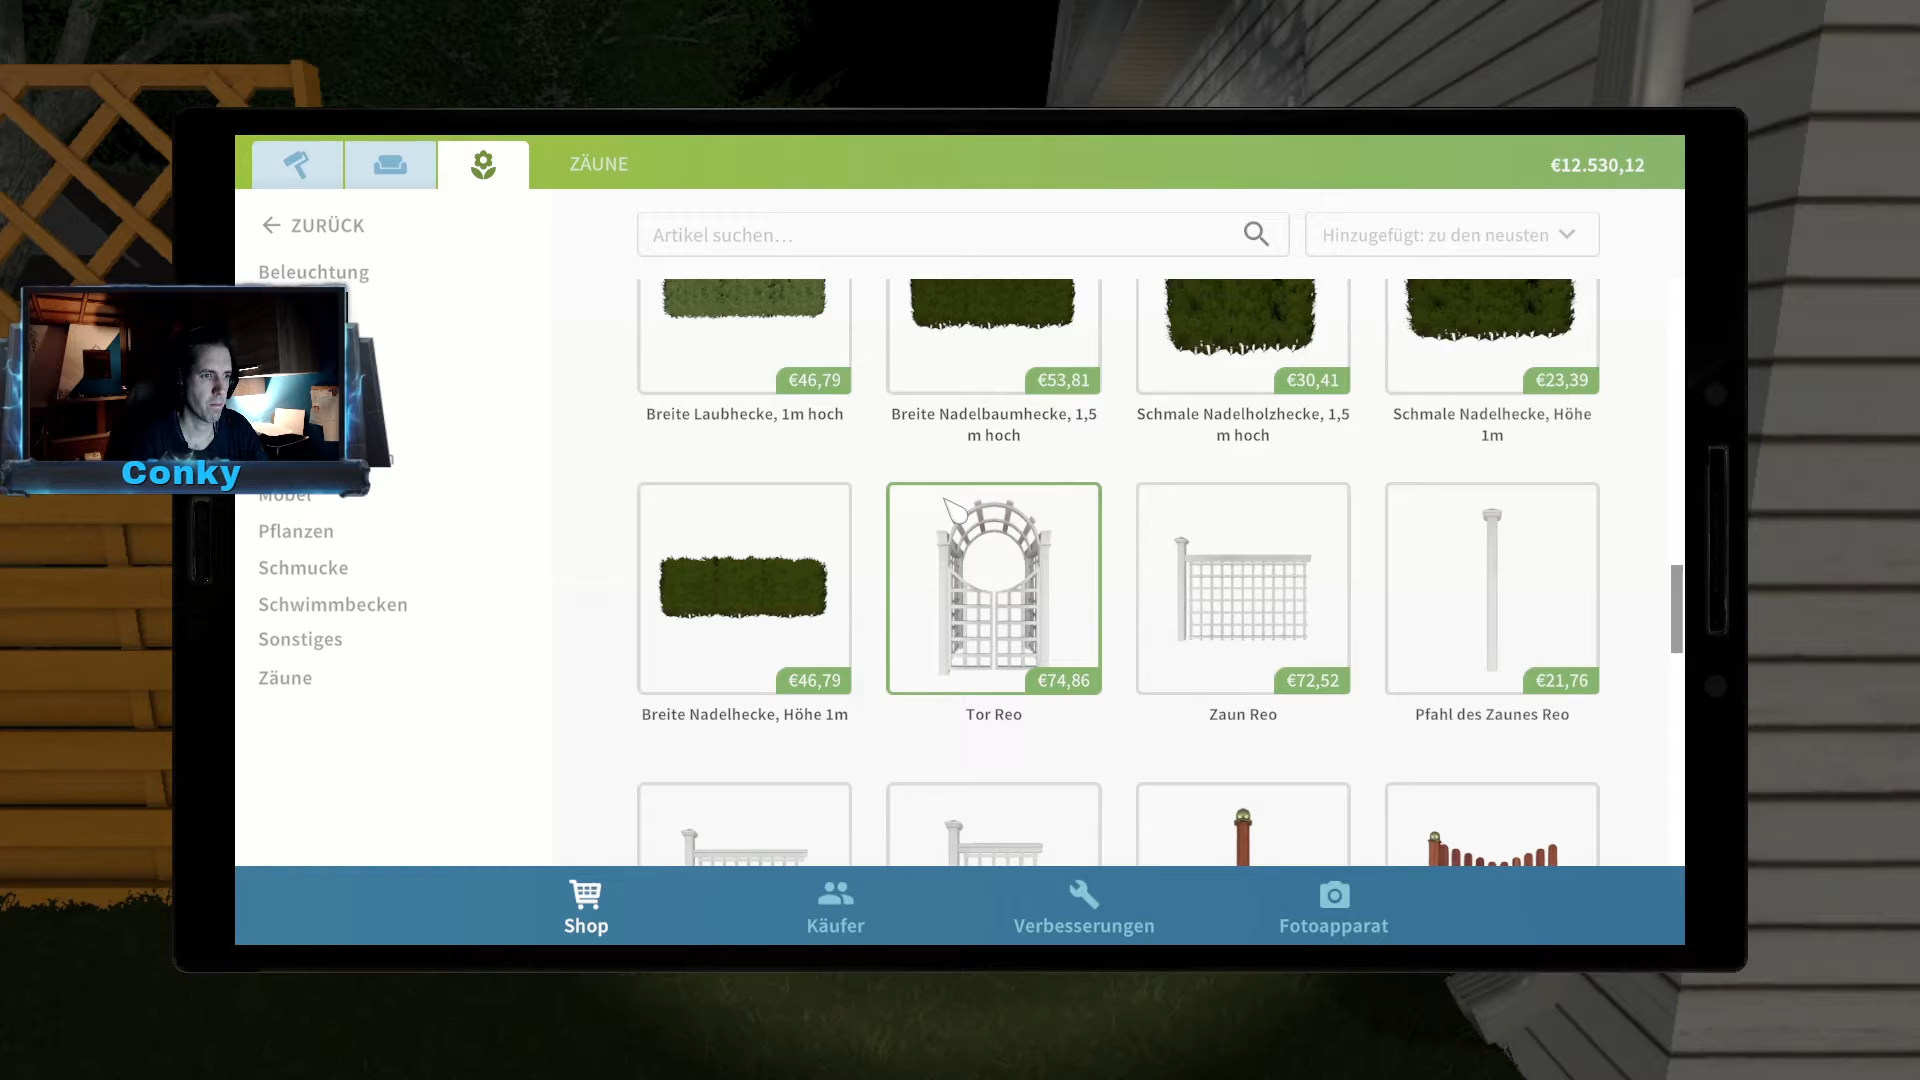 ZÄUNE
€12.530,12
ZURÜCK
Artikel suchen...
Hinzugefügt: zu den neusten
Beleuchtung
Möbel
Pflanzen
Schmucke
Schwimmbecken
Sonstiges
Zäune
Conky
€46,79
€53,81
€30,41
€23,39
Breite Laubhecke, 1m hoch
Breite Nadelbaumhecke, 1,5
m hoch
Schmale Nadelholzhecke, 1,5
m hoch
Schmale Nadelhecke, Höhe
1m
€46,79
€74,86
€72,52
€21,76
Breite Nadelhecke, Höhe 1m
Tor Reo
Zaun Reo
Pfahl des Zaunes Reo
Shop
Käufer
Verbesserungen
Fotoapparat